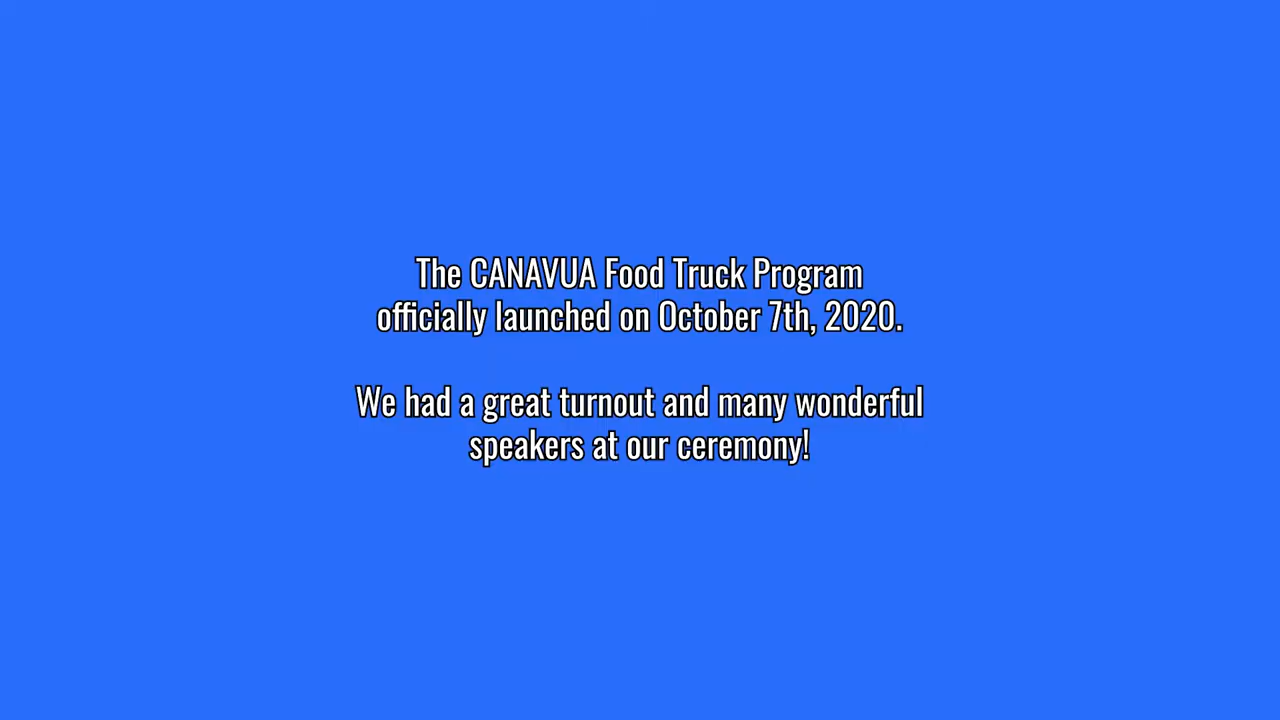 The CANAVUA Food Truck Program
officially launched on October 7th, 2020.
We had a great turnout and many wonderful
speakers at our ceremony!